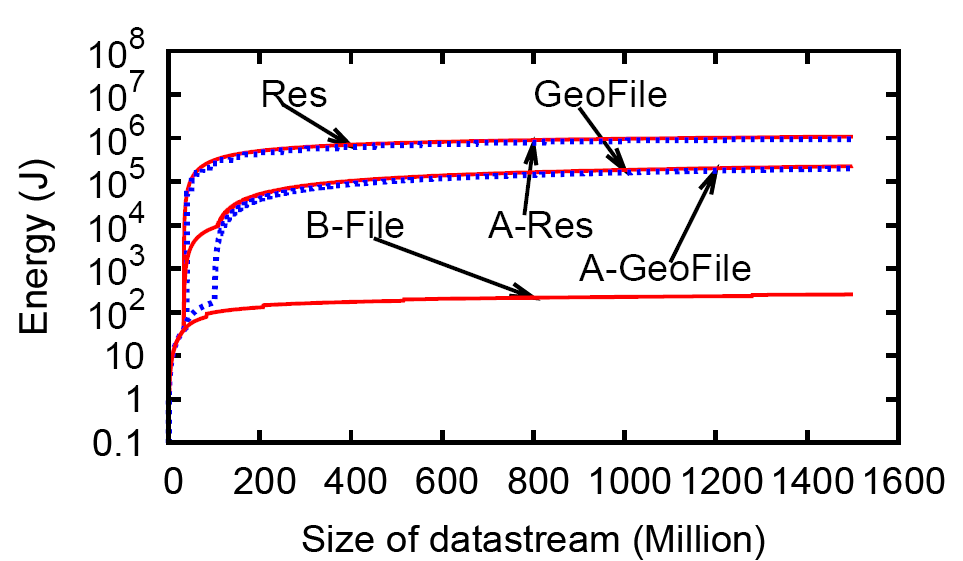 10^8
10^7
10^6
10^5
10^4
10^3
10^2
10
1
0.1
Energy (J)
Res
GeoFile
B-File
A-Res
A-GeoFile
0 200 400 600 800 1000 1200 1400 1600
Size of datastream (Million)